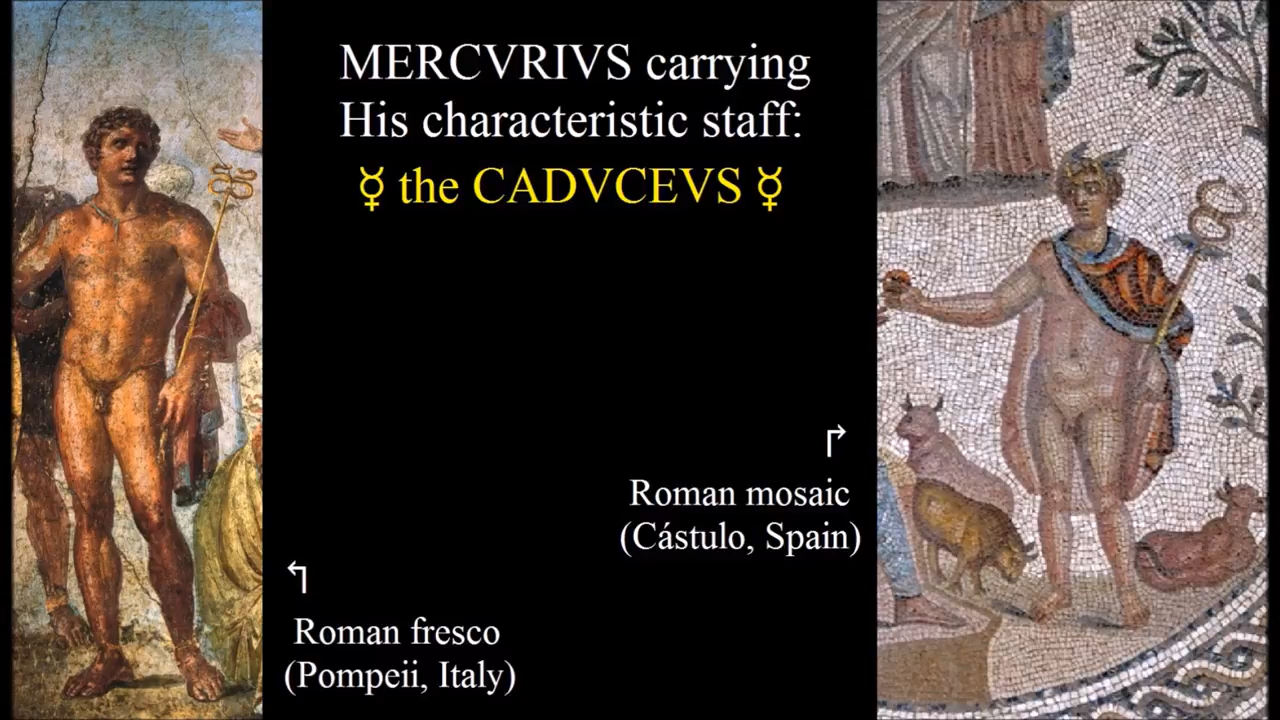 MERCVRIVS carrying
His characteristic staff:
☿ the CADVCEVS ☿
↱
Roman mosaic
(Cástulo, Spain)
↰
Roman fresco
(Pompeii, Italy)